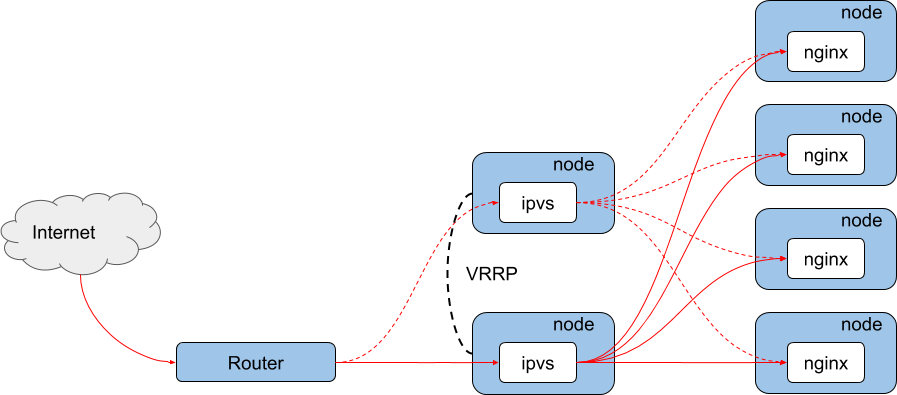 node
nginx
node
nginx
node
ipvs
node
nginx
Internet
VRRP
node
ipvs
node
nginx
Router